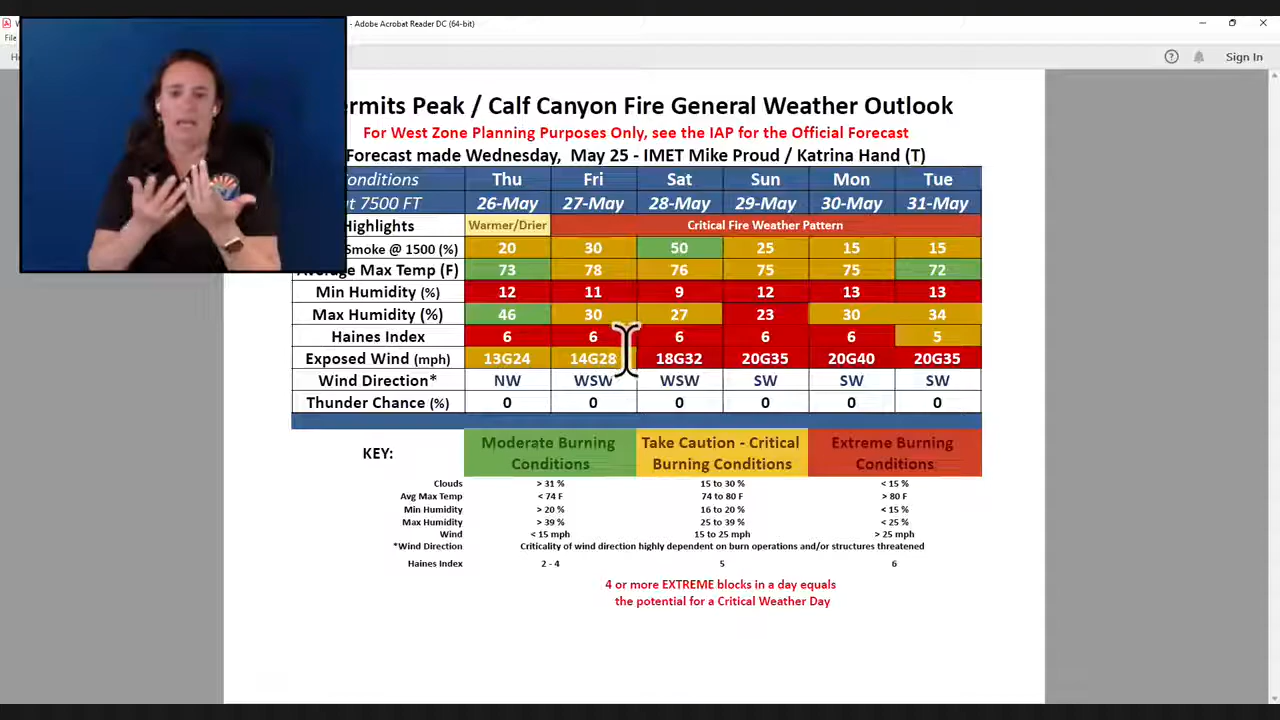 - Adobe Acrobat Reader DC (64-bit)
File
Sign In
ermits Peak / Calf Canyon Fire General Weather Outlook
For West Zone Planning Purposes Only, see the IAP for the Official Forecast
Forecast made Wednesday, May 25 - IMET Mike Proud / Katrina Hand (T)
onditions Thu Fri Sat Sun Mon Tue
at 7500 FT 26-May 27-May 28-May 29-May 30-May 31-May
Highlights Warmer/Drier Critical Fire Weather Pattern
Smoke @ 1500 (%) 20 30 50 25 15 15
Average Max Temp (F) 73 78 76 75 75 72
Min Humidity (%) 12 11 9 12 13 13
Max Humidity (%) 46 30 27 23 30 34
Haines Index 6 6 6 6 6 5
Exposed Wind (mph) 13G24 14G28 18G32 20G35 20G40 20G35
Wind Direction* NW WSW WSW SW SW SW
Thunder Chance (%) 0 0 0 0 0 0
KEY: Moderate Burning Conditions Take Caution - Critical Burning Conditions Extreme Burning Conditions
Clouds > 31 % 15 to 30 % < 15 %
Avg Max Temp < 74 F 74 to 80 F > 80 F
Min Humidity > 20 % 16 to 20 % < 15 %
Max Humidity > 39 % 25 to 39 % < 25 %
Wind < 15 mph 15 to 25 mph > 25 mph
*Wind Direction Criticality of wind direction highly dependent on burn operations and/or structures threatened
Haines Index 2 - 4 5 6
4 or more EXTREME blocks in a day equals
the potential for a Critical Weather Day